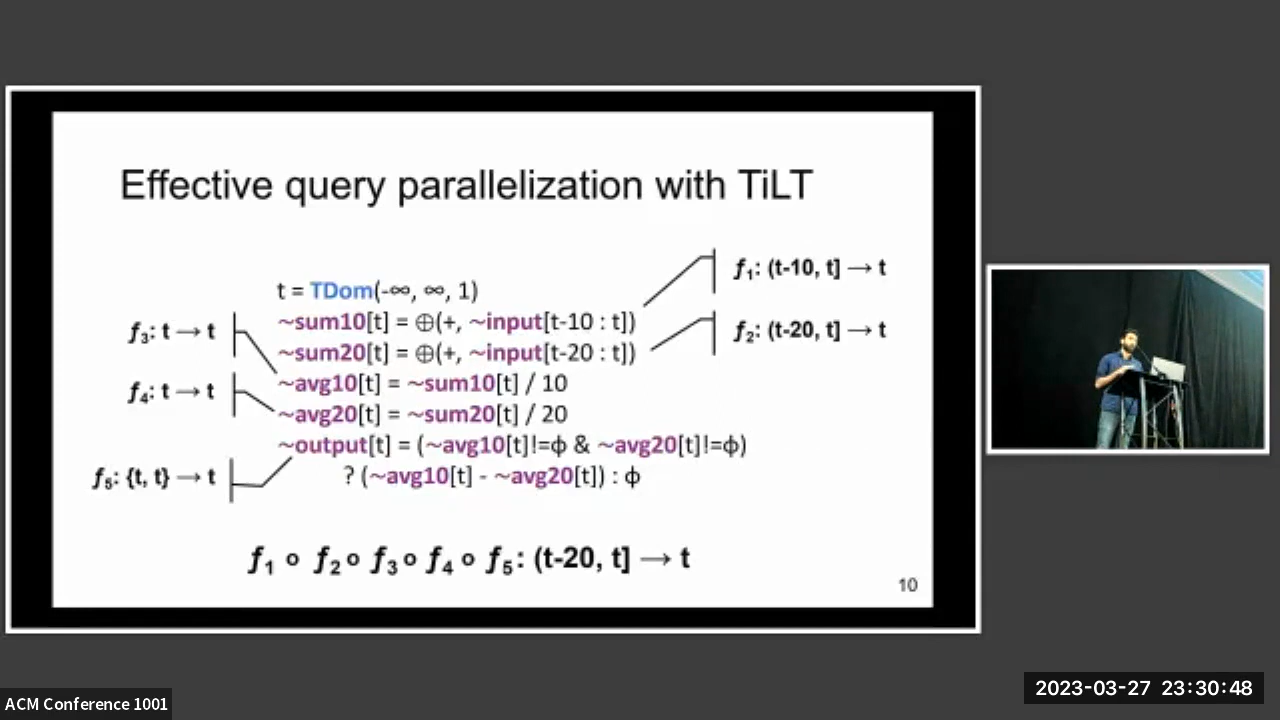 Effective query parallelization with TiLT
t = TDom(-∞, ∞, 1)
~sum10[t] = ⊕(+, ~input[t-10 : t])
~sum20[t] = ⊕(+, ~input[t-20 : t])
~avg10[t] = ~sum10[t] / 10
~avg20[t] = ~sum20[t] / 20
~output[t] = (~avg10[t]!=ϕ & ~avg20[t]!=ϕ)
? (~avg10[t] - ~avg20[t]) : ϕ
f₁: (t-10, t] → t
f₂: (t-20, t] → t
f₃: t → t
f₄: t → t
f₅: {t, t} → t
f₁ ∘ f₂ ∘ f₃ ∘ f₄ ∘ f₅: (t-20, t] → t
10
ACM Conference 1001
2023-03-27 23:30:48